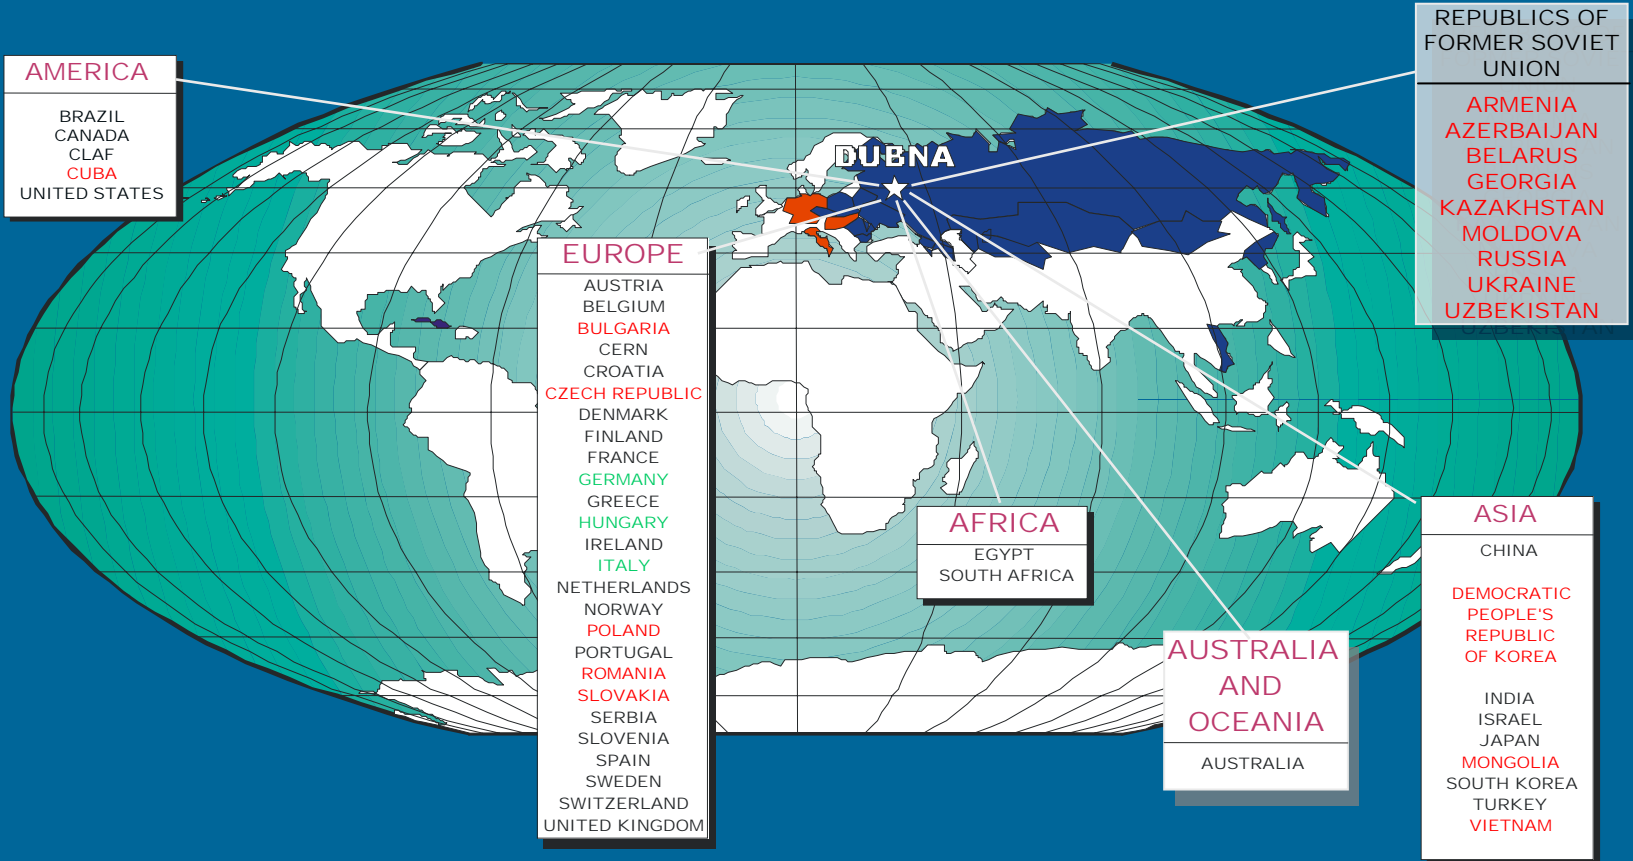 AMERICA
BRAZIL
CANADA
CLAF
CUBA
UNITED STATES
DUBNA
REPUBLICS OF
FORMER SOVIET
UNION
ARMENIA
AZERBAIJAN
BELARUS
GEORGIA
KAZAKHSTAN
MOLDOVA
RUSSIA
UKRAINE
UZBEKISTAN
EUROPE
AUSTRIA
BELGIUM
BULGARIA
CERN
CROATIA
CZECH REPUBLIC
DENMARK
FINLAND
FRANCE
GERMANY
GREECE
HUNGARY
IRELAND
ITALY
NETHERLANDS
NORWAY
POLAND
PORTUGAL
ROMANIA
SLOVAKIA
SERBIA
SLOVENIA
SPAIN
SWEDEN
SWITZERLAND
UNITED KINGDOM
AFRICA
EGYPT
SOUTH AFRICA
AUSTRALIA
AND
OCEANIA
AUSTRALIA
ASIA
CHINA
DEMOCRATIC
PEOPLE'S
REPUBLIC
OF KOREA
INDIA
ISRAEL
JAPAN
MONGOLIA
SOUTH KOREA
TURKEY
VIETNAM